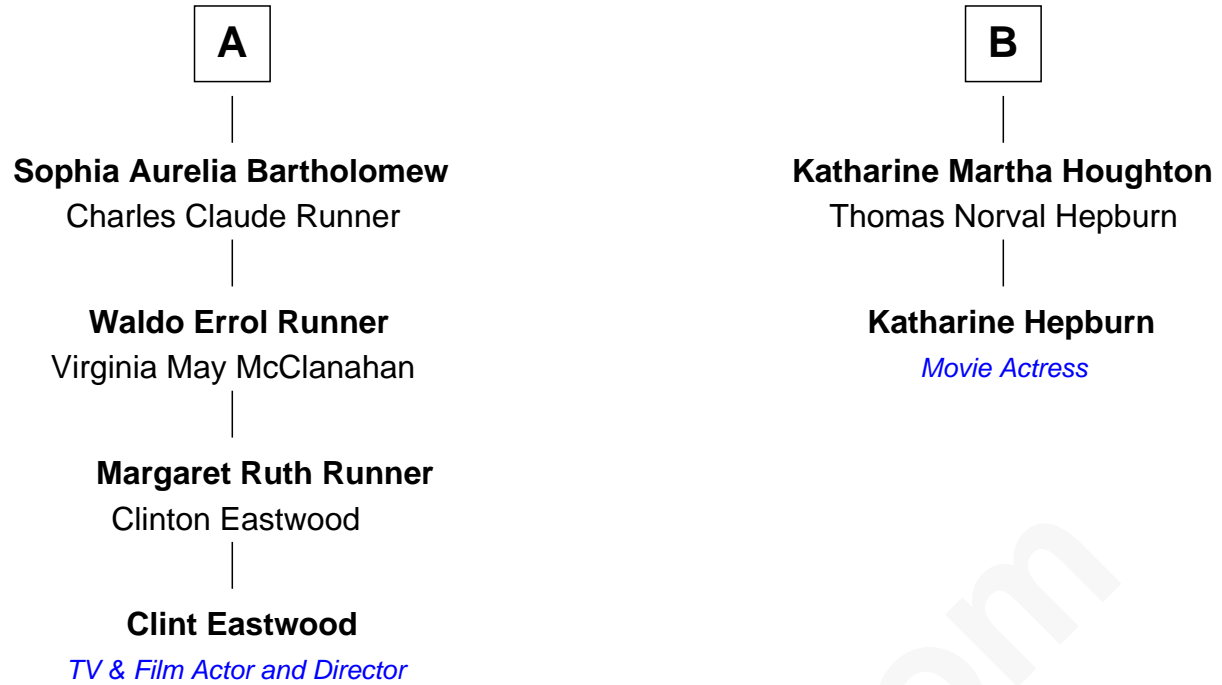 A
Sophia Aurelia Bartholomew
Charles Claude Runner
Waldo Errol Runner
Virginia May McClanahan
Margaret Ruth Runner
Clinton Eastwood
Clint Eastwood
TV & Film Actor and Director
B
Katharine Martha Houghton
Thomas Norval Hepburn
Katharine Hepburn
Movie Actress
om